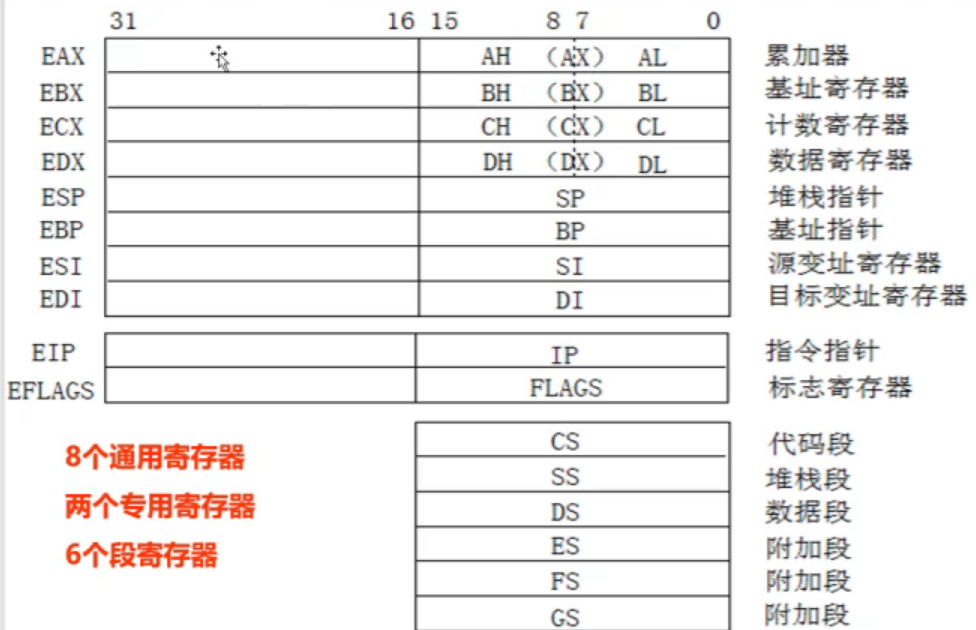 31 16 15 8 7 0
EAX AH (AX) AL 累加器
EBX BH (BX) BL 基址寄存器
ECX CH (CX) CL 计数寄存器
EDX DH (DX) DL 数据寄存器
ESP SP 堆栈指针
EBP BP 基址指针
ESI SI 源变址寄存器
EDI DI 目标变址寄存器
EIP IP 指令指针
EFLAGS FLAGS 标志寄存器
CS 代码段
8个通用寄存器
SS 堆栈段
两个专用寄存器
DS 数据段
6个段寄存器
ES 附加段
FS 附加段
GS 附加段